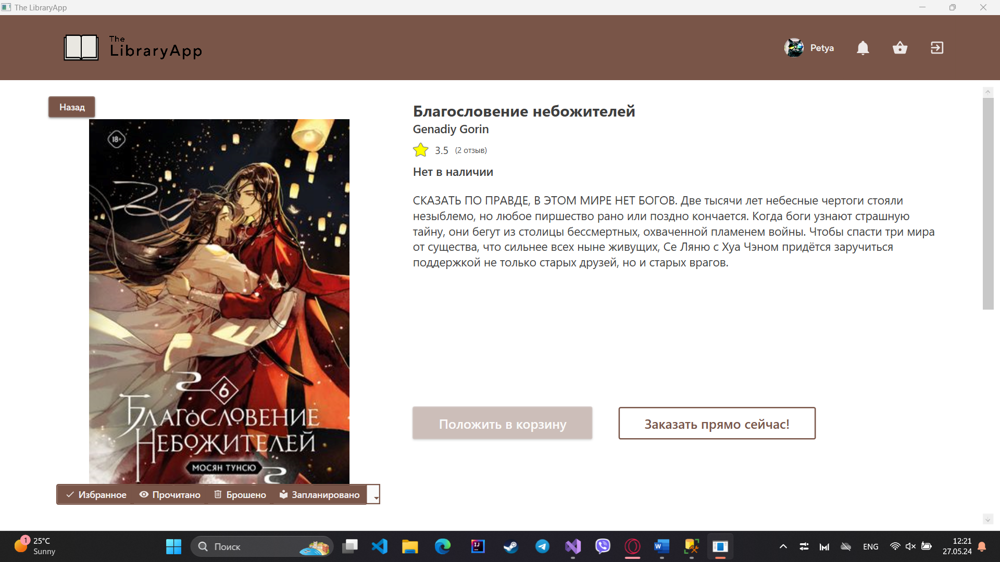 The LibraryApp
The
LibraryApp
Petya
Назад
Благословение небожителей
Genadiy Gorin
3.5 (2 отзыв)
Нет в наличии
СКАЗАТЬ ПО ПРАВДЕ, В ЭТОМ МИРЕ НЕТ БОГОВ. Две тысячи лет небесные чертоги стояли
незыблемо, но любое пиршество рано или поздно кончается. Когда боги узнают страшную
тайну, они бегут из столицы бессмертных, охваченной пламенем войны. Чтобы спасти три мира
от существа, что сильнее всех ныне живущих, Се Ляню с Хуа Чэном придётся заручиться
поддержкой не только старых друзей, но и старых врагов.
18+
6
БЛАГОСЛОВЕНИЕ
НЕБОЖИТЕЛЕЙ
МОСЯН ТУНСЮ
Положить в корзину
Заказать прямо сейчас!
Избранное Прочитано Брошено Запланировано
1
25°C
Sunny
Поиск
IJ
W
ENG
12:21
27.05.24